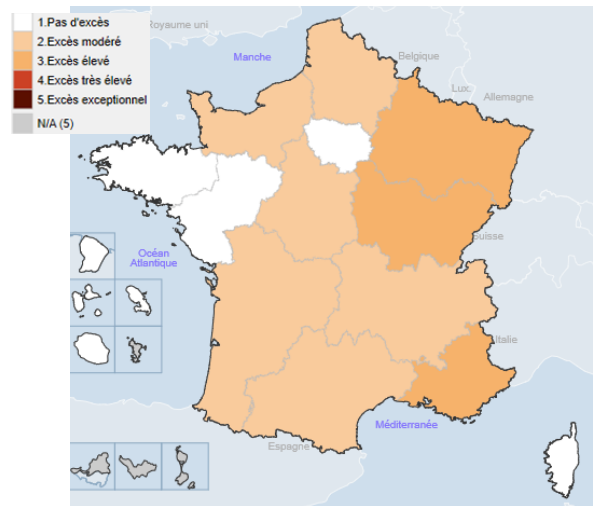 1.Pas d'excès
2.Excès modéré
3.Excès élevé
4.Excès très élevé
5.Excès exceptionnel
N/A (5)
Royaume uni
Manche
Belgique
Lux.
Allemagne
Suisse
Océan
Atlantique
Italie
Méditerranée
Espagne